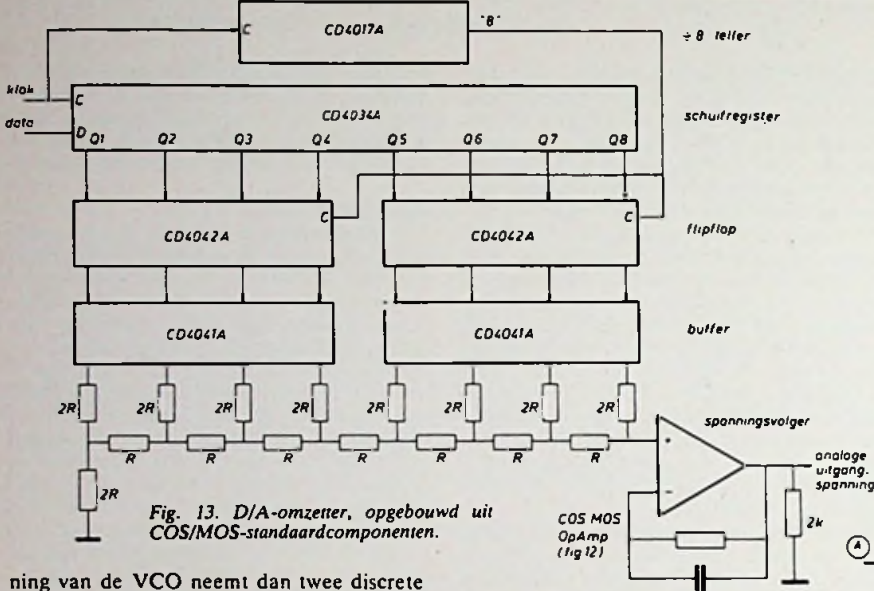 C
CD4017A
"8"
÷ 8 teller
klok
C
CD4034A
schuifregister
data
D
Q1 Q2 Q3 Q4 Q5 Q6 Q7 Q8
C
C
CD4042A
CD4042A
flipflop
CD4041A
CD4041A
buffer
2R 2R 2R 2R 2R 2R 2R 2R
R R R R R R R
2R
spanningsvolger
+
-
analoge
uitgang.
spanning
2k
COS MOS
OpAmp
(fig 12)
A
Fig. 13. D/A-omzetter, opgebouwd uit
COS/MOS-standaardcomponenten.
ning van de VCO neemt dan twee discrete